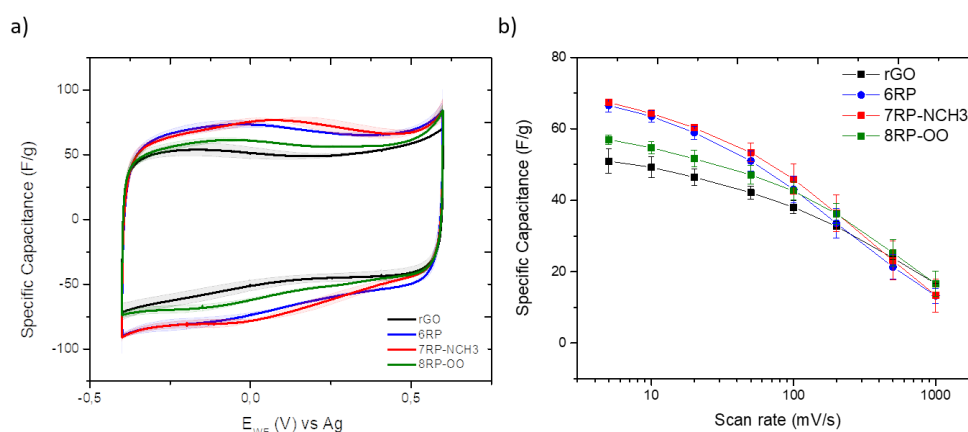 a)
b)
Specific Capacitance (F/g)
100
50
0
-50
-100
-0,5
0,0
0,5
E_WE (V) vs Ag
rGO
6RP
7RP-NCH3
8RP-OO
Specific Capacitance (F/g)
80
60
40
20
0
10
100
1000
Scan rate (mV/s)
rGO
6RP
7RP-NCH3
8RP-OO